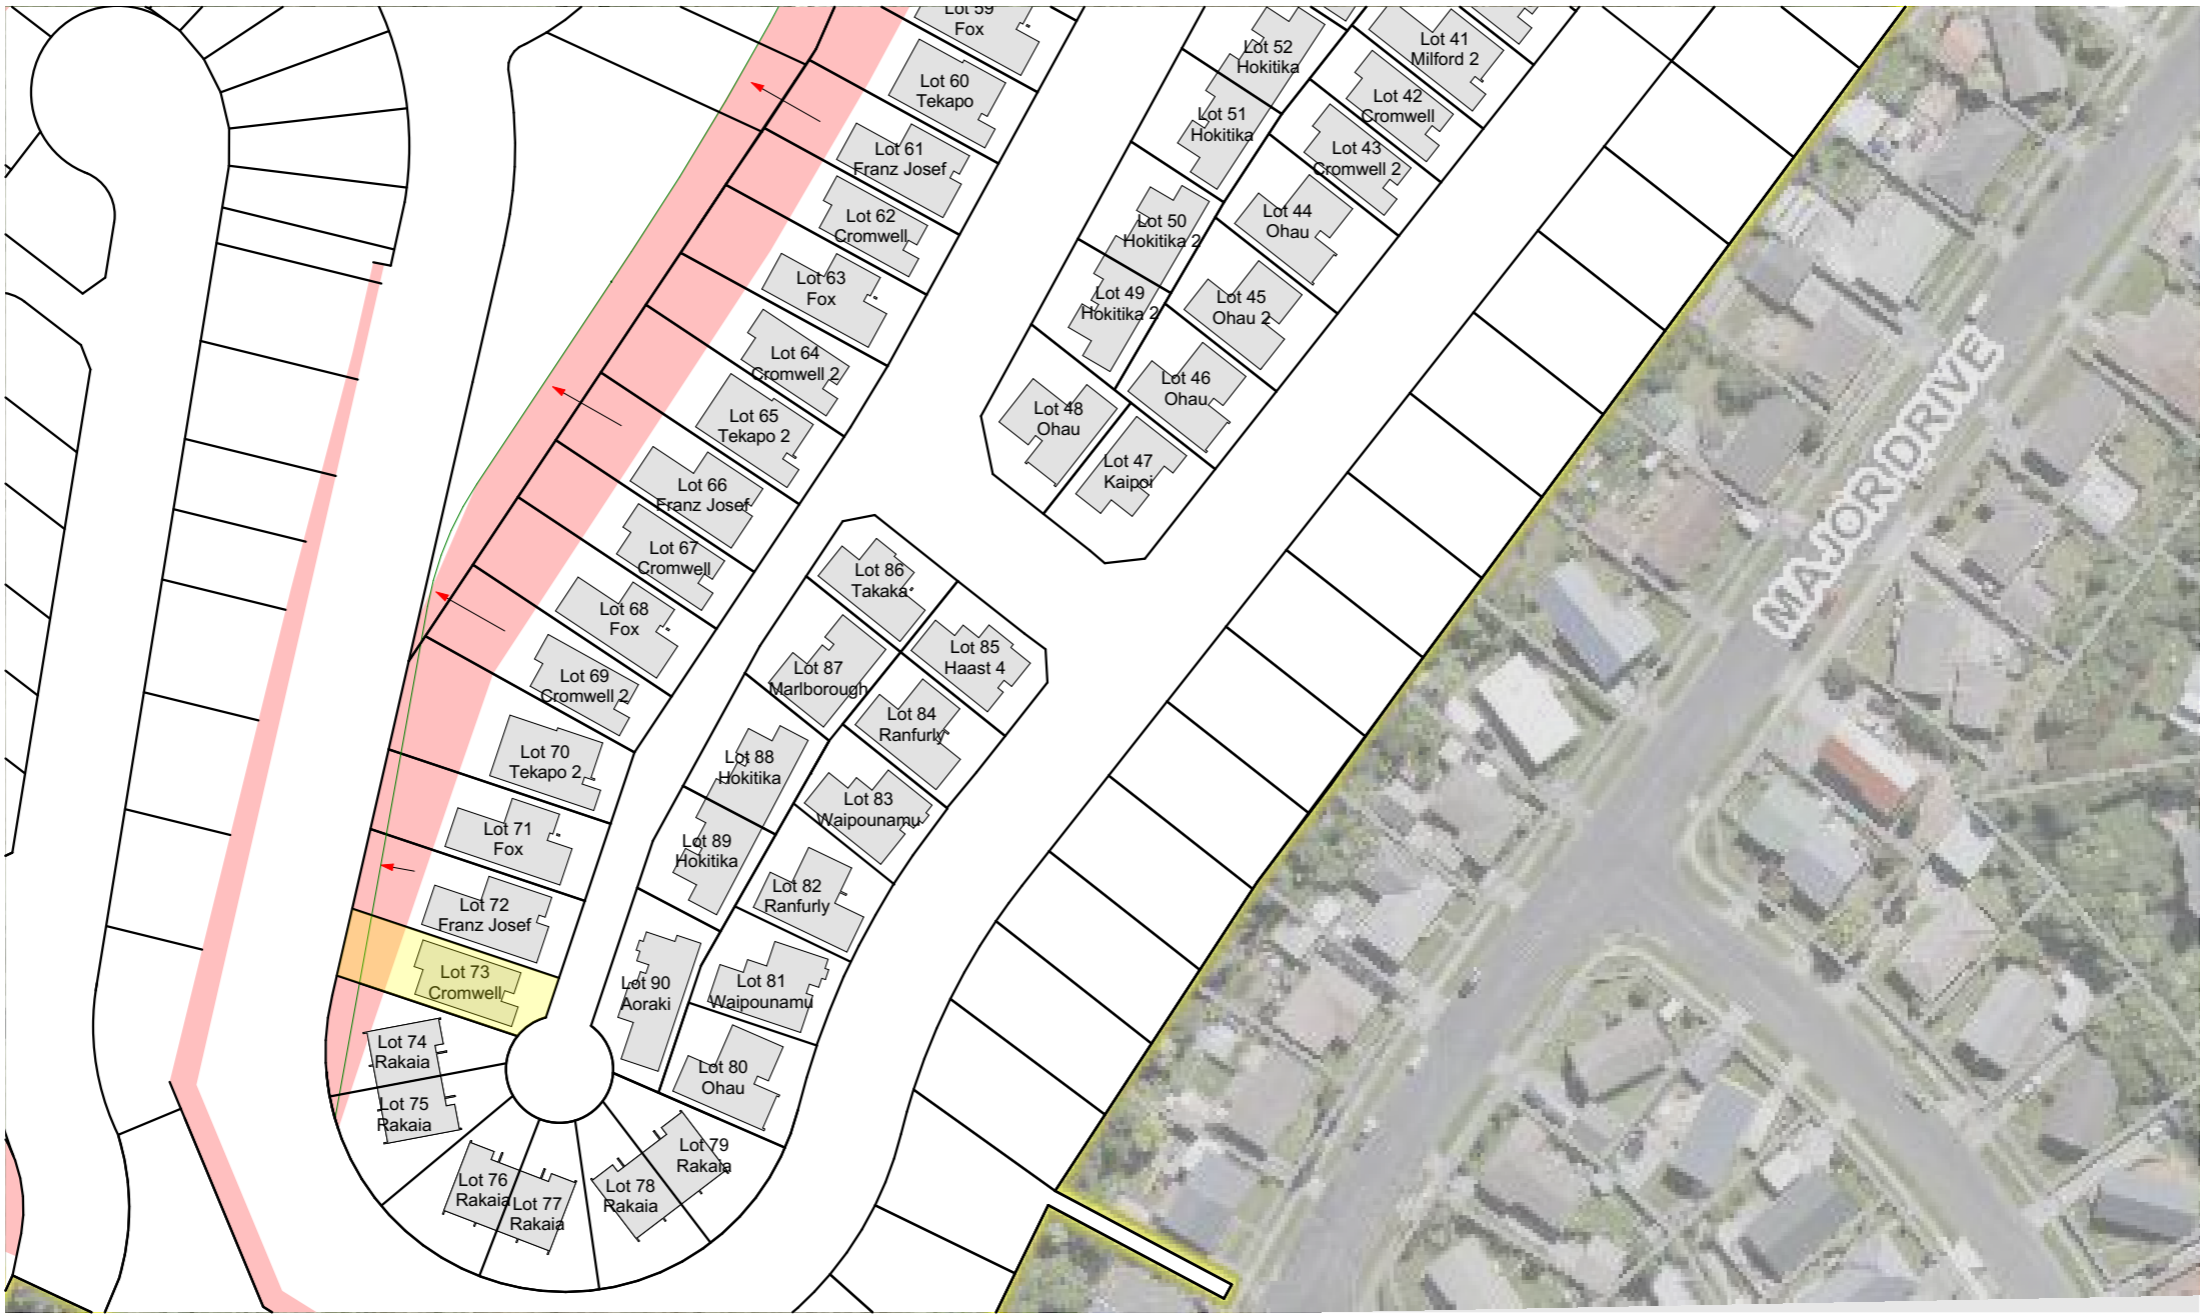 Lot 59
Fox
Lot 60
Tekapo
Lot 61
Franz Josef
Lot 62
Cromwell
Lot 63
Fox
Lot 64
Cromwell 2
Lot 65
Tekapo 2
Lot 66
Franz Josef
Lot 67
Cromwell
Lot 68
Fox
Lot 69
Cromwell 2
Lot 70
Tekapo 2
Lot 71
Fox
Lot 72
Franz Josef
Lot 73
Cromwell
Lot 74
Rakaia
Lot 75
Rakaia
Lot 76
Rakaia
Lot 77
Rakaia
Lot 78
Rakaia
Lot 79
Rakaia
Lot 80
Ohau
Lot 81
Waipounamu
Lot 82
Ranfurly
Lot 83
Waipounamu
Lot 84
Ranfurly
Lot 85
Haast 4
Lot 86
Takaka
Lot 87
Marlborough
Lot 88
Hokitika
Lot 89
Hokitika
Lot 90
Aoraki
Lot 52
Hokitika
Lot 51
Hokitika
Lot 50
Hokitika 2
Lot 49
Hokitika 2
Lot 48
Ohau
Lot 47
Kaipoi
Lot 46
Ohau
Lot 45
Ohau 2
Lot 44
Ohau
Lot 43
Cromwell 2
Lot 42
Cromwell
Lot 41
Milford 2
MAJOR DRIVE